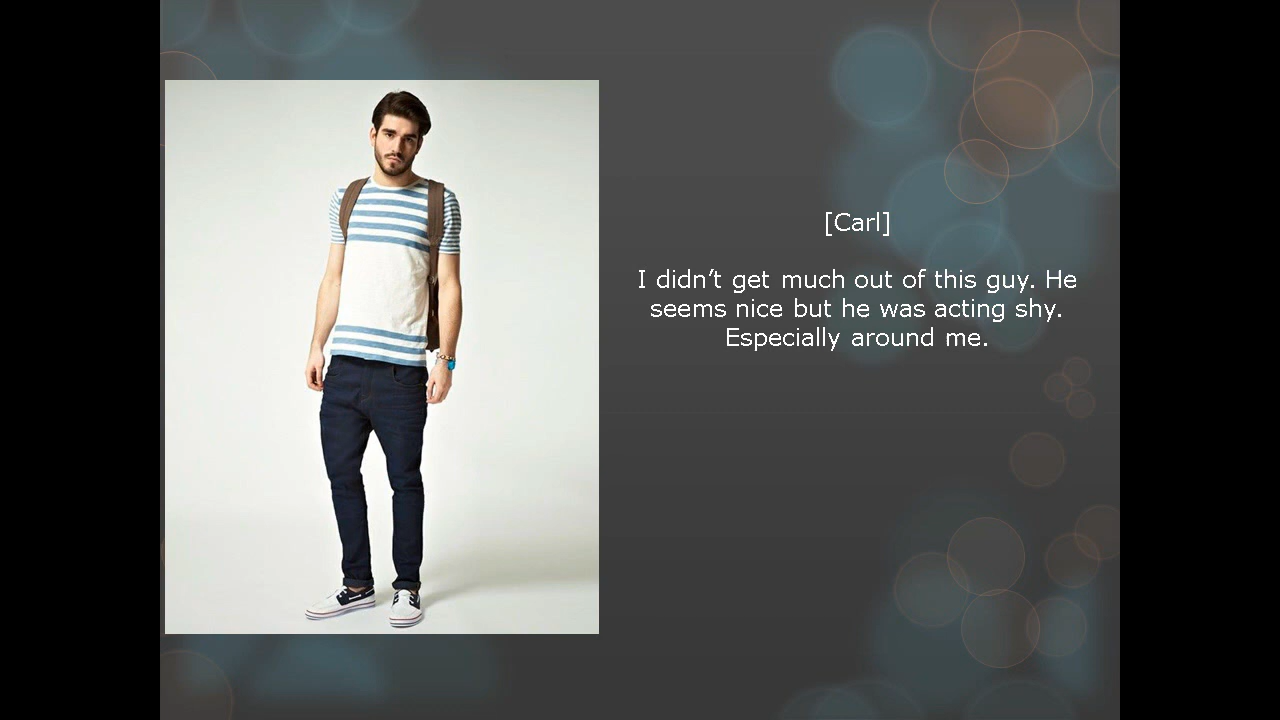 [Carl]
I didn’t get much out of this guy. He
seems nice but he was acting shy.
Especially around me.